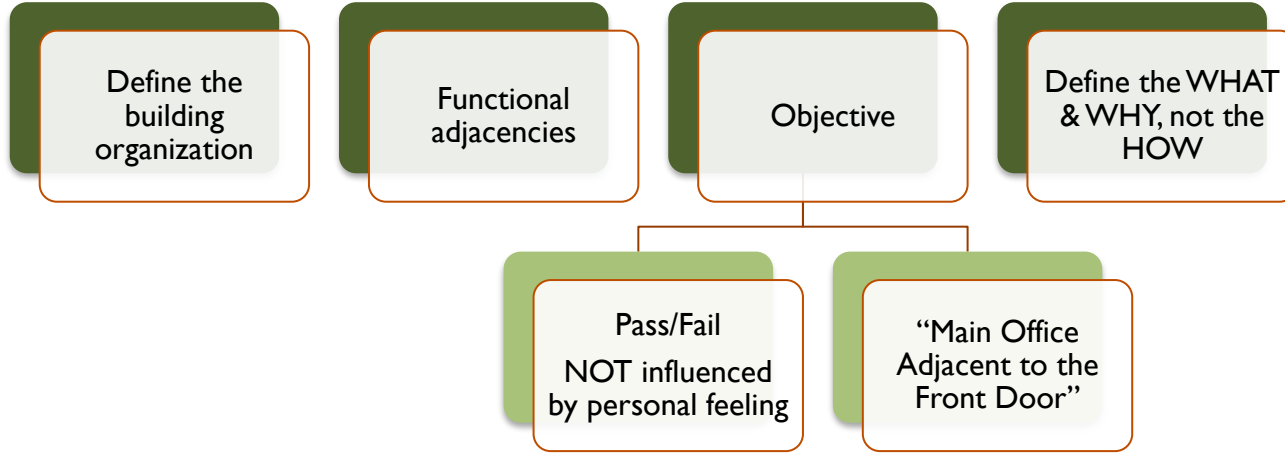 Define the
building
organization
Functional
adjacencies
Objective
Define the WHAT
& WHY, not the
HOW
Pass/Fail
NOT influenced
by personal feeling
“Main Office
Adjacent to the
Front Door”